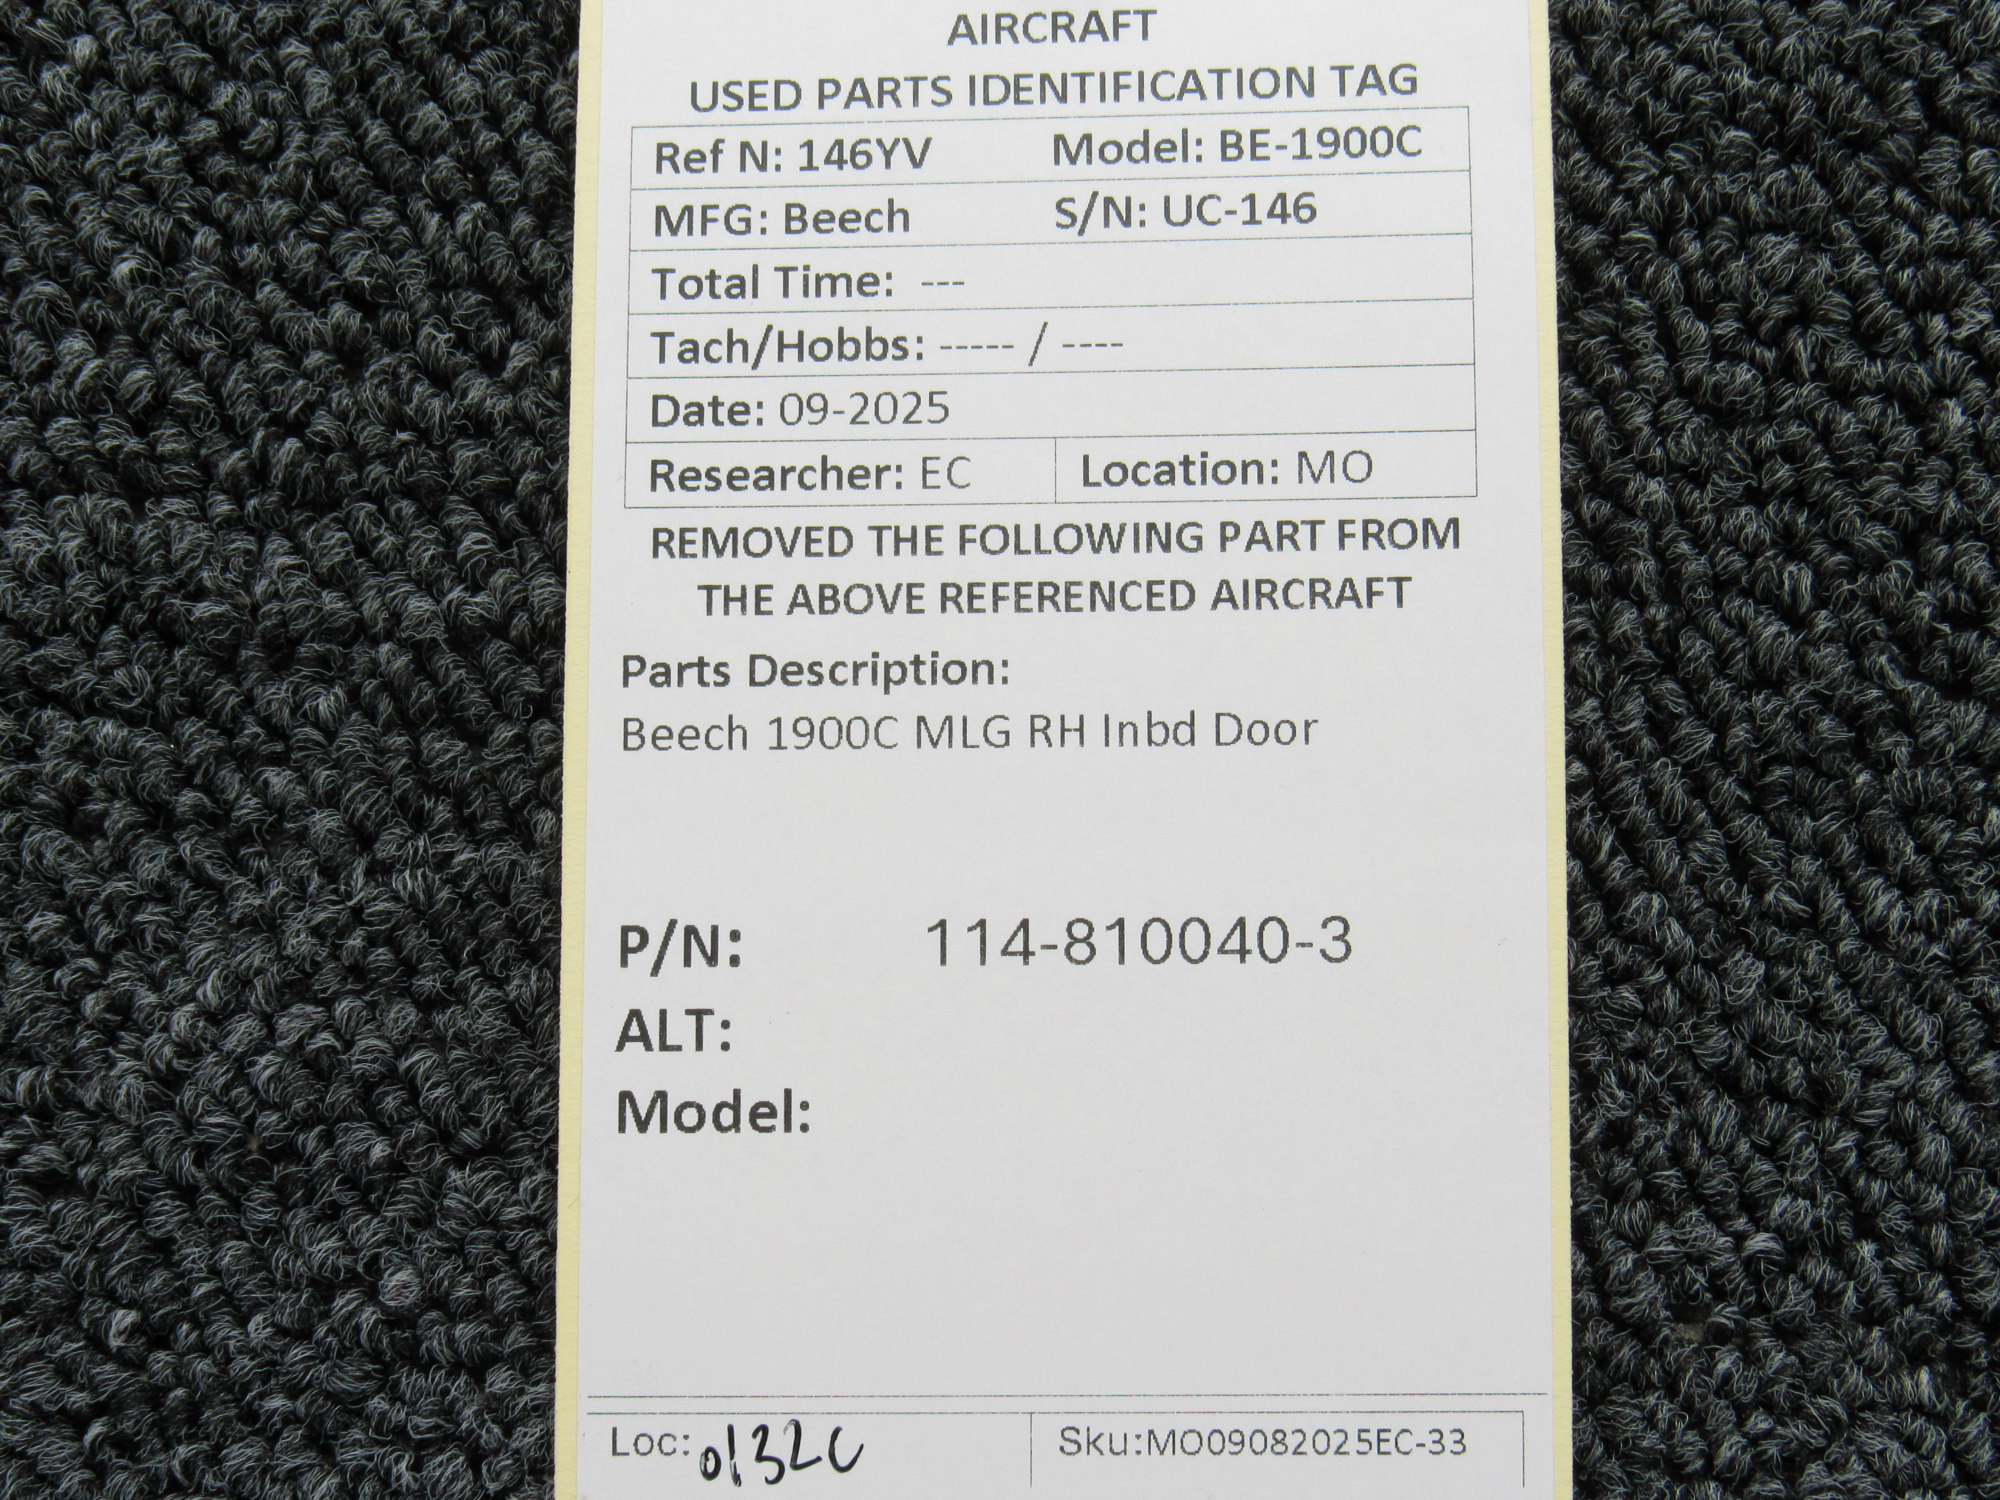 AIRCRAFT
USED PARTS IDENTIFICATION TAG
Ref N: 146YV Model: BE-1900C
MFG: Beech S/N: UC-146
Total Time: ---
Tach/Hobbs: ----- / ----
Date: 09-2025
Researcher: EC Location: MO
REMOVED THE FOLLOWING PART FROM
THE ABOVE REFERENCED AIRCRAFT
Parts Description:
Beech 1900C MLG RH Inbd Door
P/N: 114-810040-3
ALT:
Model:
Loc: 0132C Sku:MO09082025EC-33